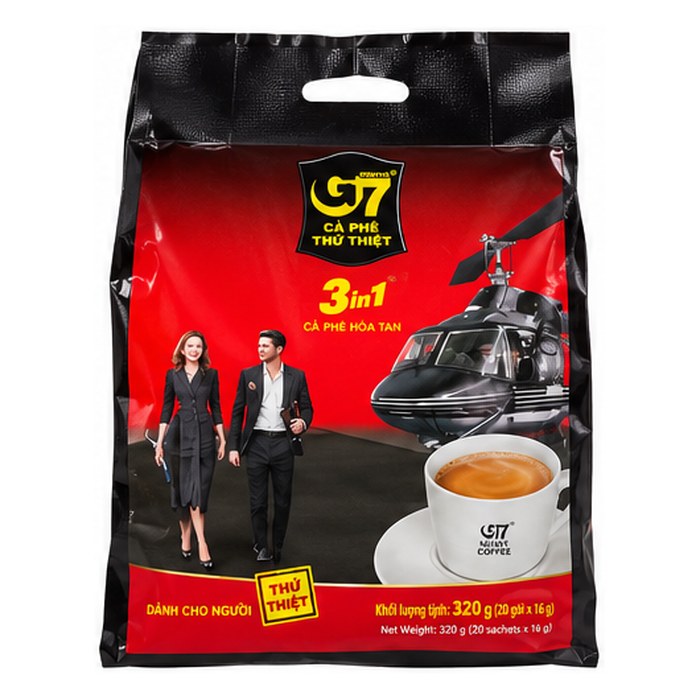 G7
CÀ PHÊ
THỨ THIỆT
3in1
CÀ PHÊ HÒA TAN
G7®
COFFEE
DÀNH CHO NGƯỜI
THỨ
THIỆT
Khối lượng tịnh: 320 g (20 gói x 16 g)
Net Weight: 320 g (20 sachets x 16 g)